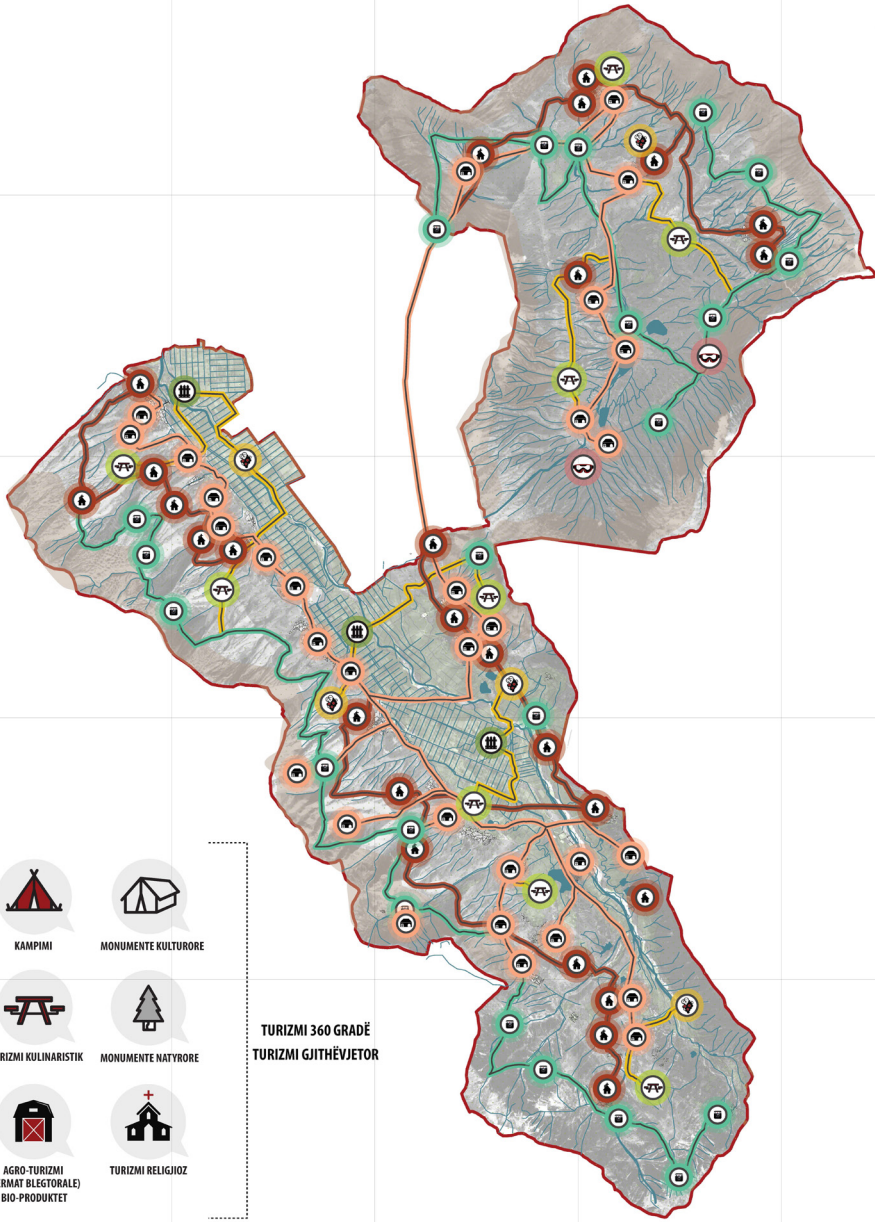 KAMPIMI
MONUMENTE KULTURORE
RIZMI KULINARISTIK
MONUMENTE NATYRORE
AGRO-TURIZMI
RMAT BLEGTORALE)
BIO-PRODUKTET
TURIZMI RELIGJIOZ
TURIZMI 360 GRADË
TURIZMI GJITHËVJETOR